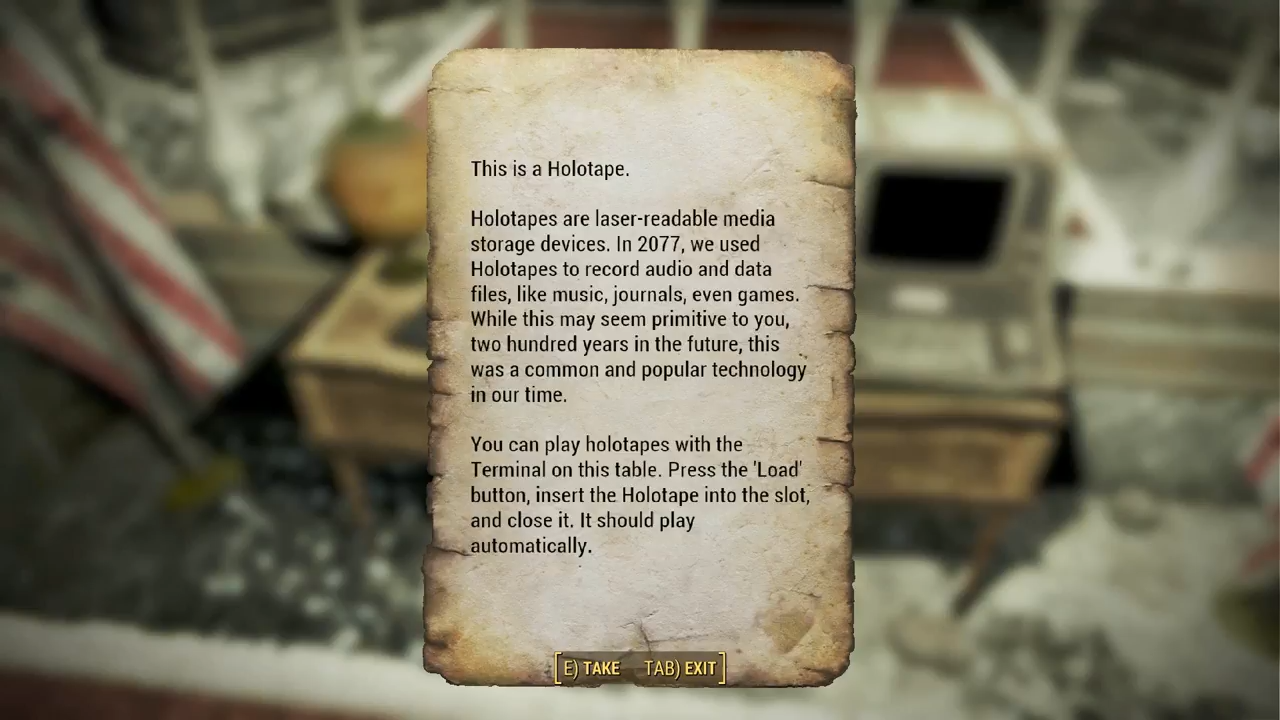 This is a Holotape.
Holotapes are laser-readable media
storage devices. In 2077, we used
Holotapes to record audio and data
files, like music, journals, even games.
While this may seem primitive to you,
two hundred years in the future, this
was a common and popular technology
in our time.
You can play holotapes with the
Terminal on this table. Press the 'Load'
button, insert the Holotape into the slot,
and close it. It should play
automatically.
E) TAKE TAB) EXIT